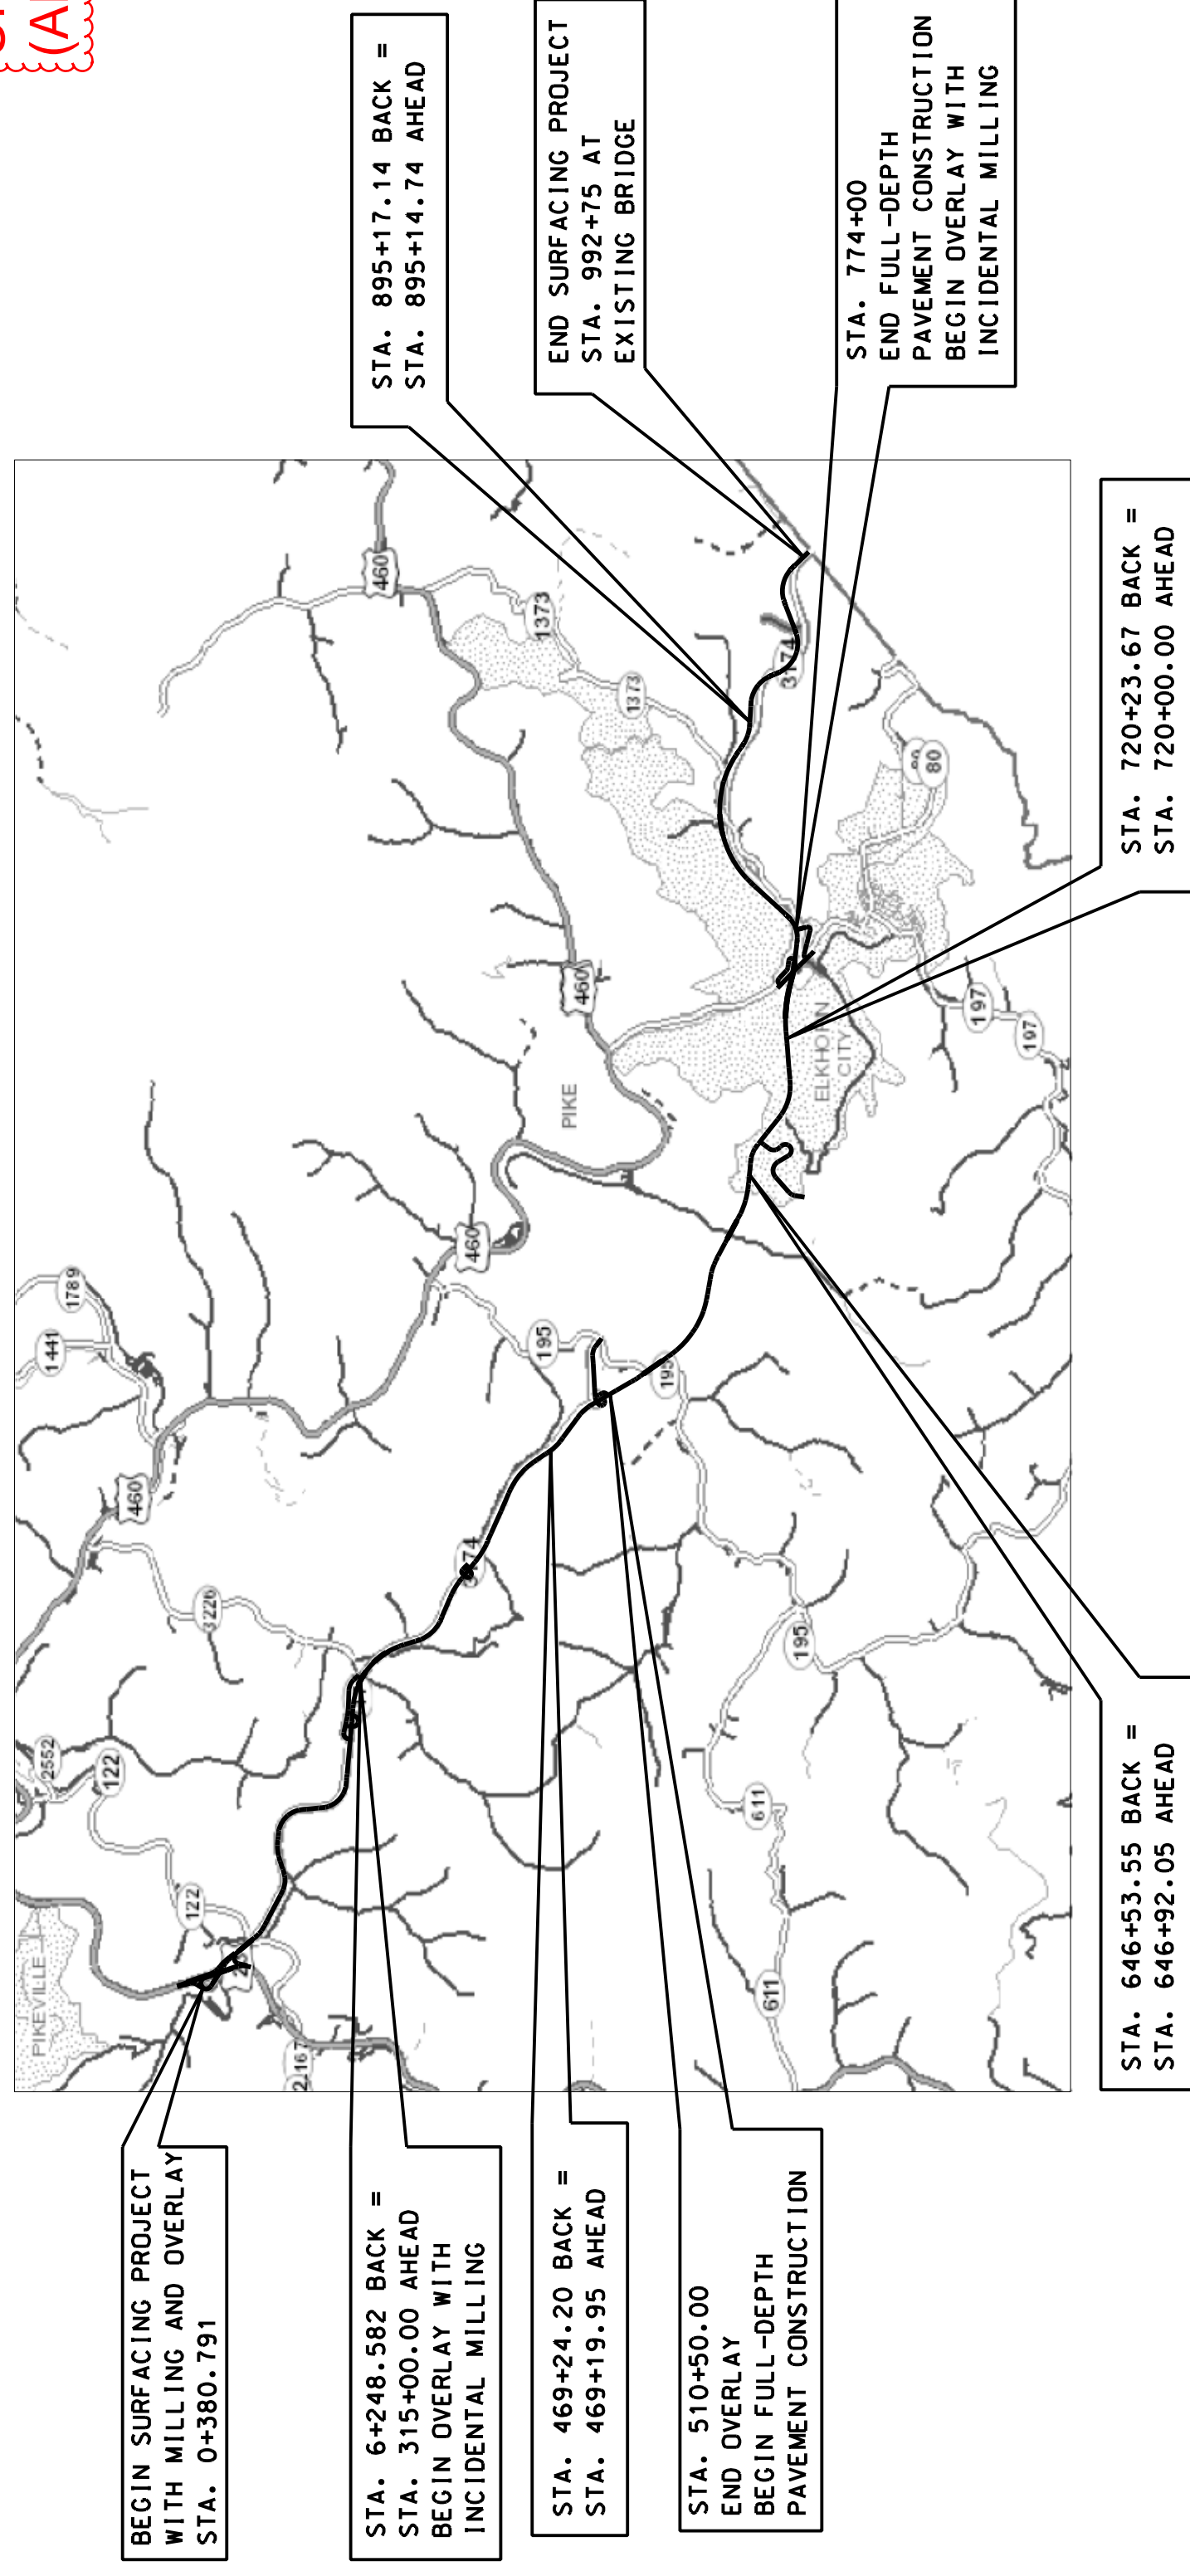 BEGIN SURFACING PROJECT
WITH MILLING AND OVERLAY
STA. 0+380.791
STA. 6+248.582 BACK =
STA. 315+00.00 AHEAD
BEGIN OVERLAY WITH
INCIDENTAL MILLING
STA. 469+24.20 BACK =
STA. 469+19.95 AHEAD
STA. 510+50.00
END OVERLAY
BEGIN FULL-DEPTH
PAVEMENT CONSTRUCTION
STA. 646+53.55 BACK =
STA. 646+92.05 AHEAD
STA. 720+23.67 BACK =
STA. 720+00.00 AHEAD
STA. 895+17.14 BACK =
STA. 895+14.74 AHEAD
END SURFACING PROJECT
STA. 992+75 AT
EXISTING BRIDGE
STA. 774+00
END FULL-DEPTH
PAVEMENT CONSTRUCTION
BEGIN OVERLAY WITH
INCIDENTAL MILLING
PIKEVILLE
122
122
2552
3226
460
1441
1789
195
460
PIKE
460
460
1373
1373
3174
80
ELKHORN
CITY
197
197
195
195
611
611